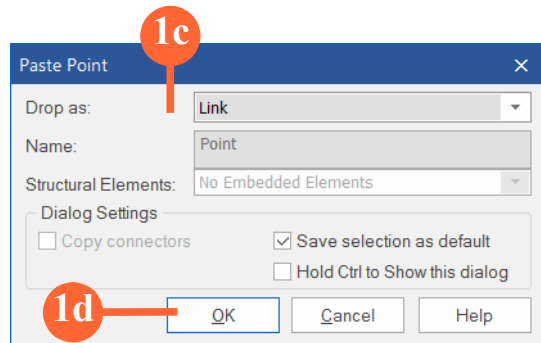 1c
Paste Point
Drop as: Link
Name: Point
Structural Elements: No Embedded Elements
Dialog Settings
Copy connectors Save selection as default
Hold Ctrl to Show this dialog
1d OK Cancel Help